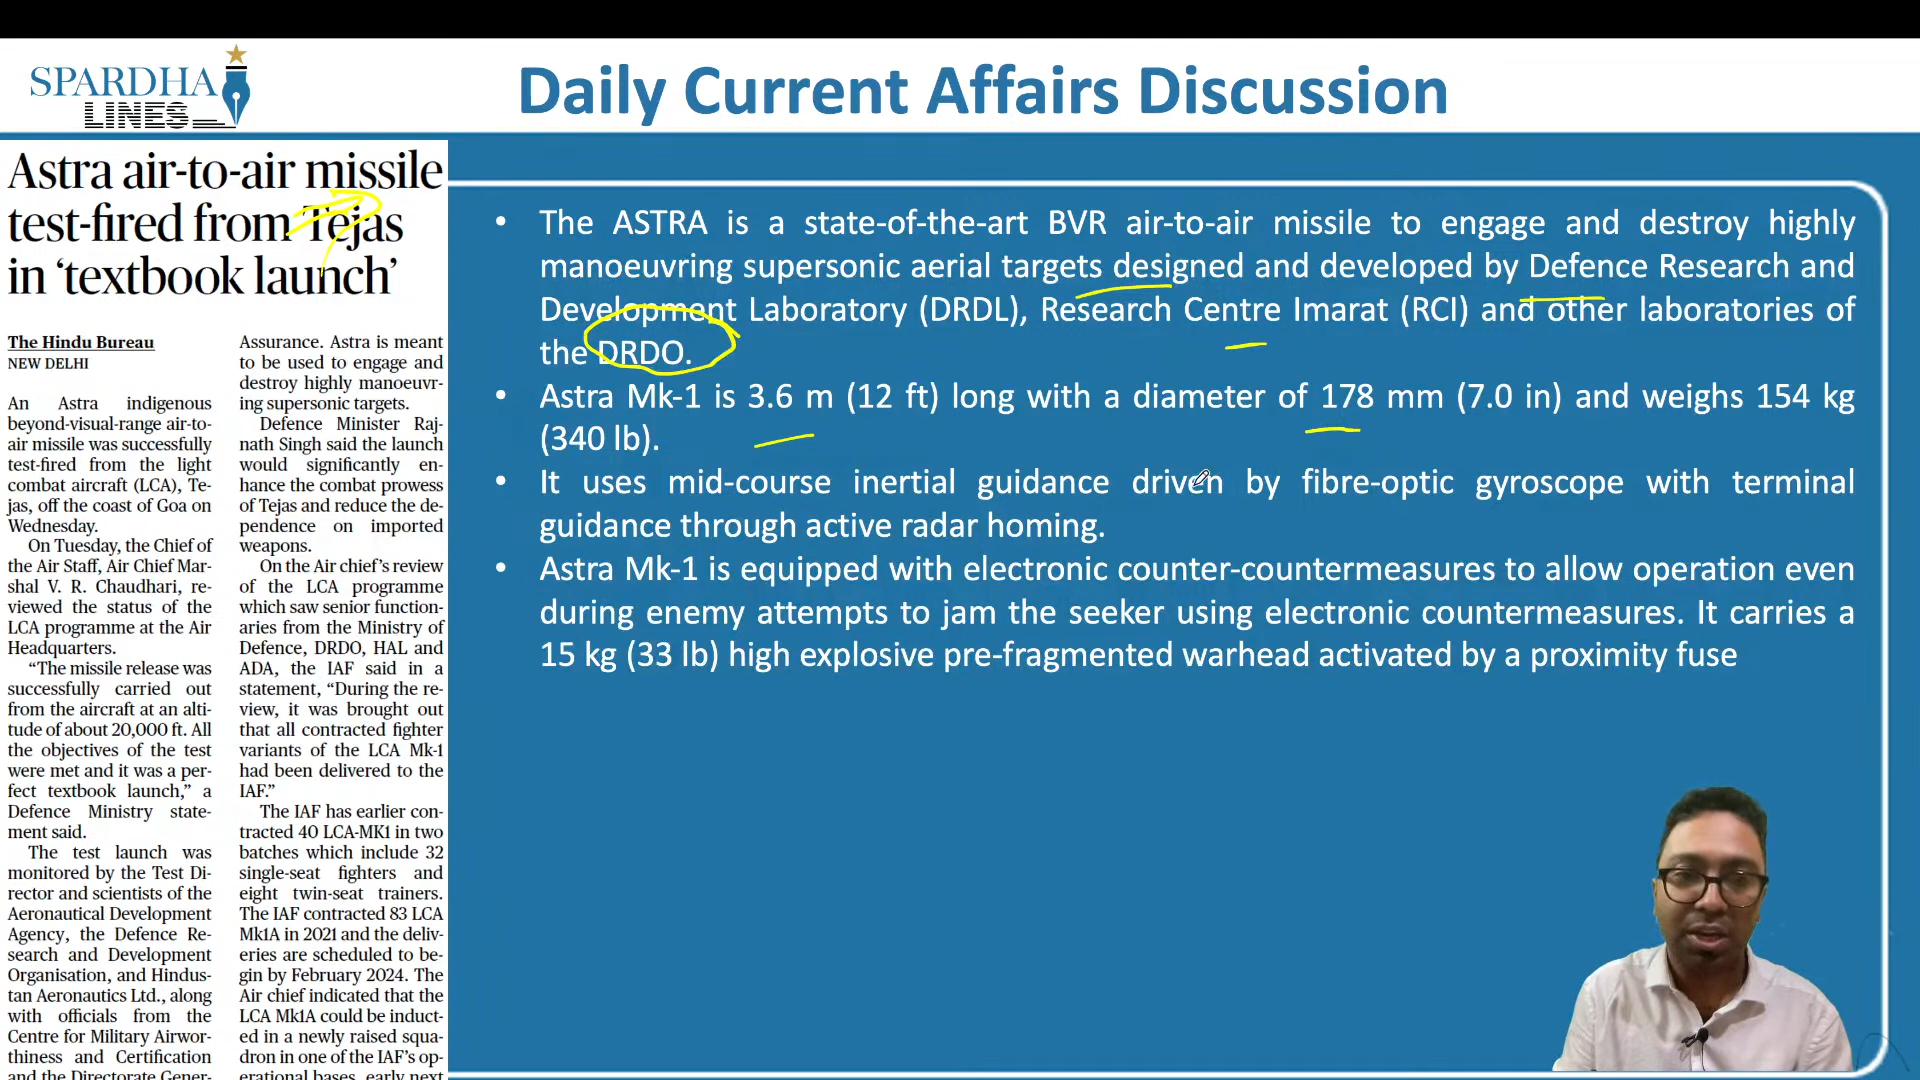 SPARDHA
LINES
Daily Current Affairs Discussion
Astra air-to-air missile
test-fired from Tejas
in ‘textbook launch’
The Hindu Bureau
NEW DELHI
An Astra indigenous
beyond-visual-range air-to-
air missile was successfully
test-fired from the light
combat aircraft (LCA), Te-
jas, off the coast of Goa on
Wednesday.
On Tuesday, the Chief of
the Air Staff, Air Chief Mar-
shal V. R. Chaudhari, re-
viewed the status of the
LCA programme at the Air
Headquarters.
“The missile release was
successfully carried out
from the aircraft at an alti-
tude of about 20,000 ft. All
the objectives of the test
were met and it was a per-
fect textbook launch,” a
Defence Ministry state-
ment said.
The test launch was
monitored by the Test Di-
rector and scientists of the
Aeronautical Development
Agency, the Defence Re-
search and Development
Organisation, and Hindus-
tan Aeronautics Ltd., along
with officials from the
Centre for Military Airwor-
thiness and Certification
and the Directorate Gener-
Assurance. Astra is meant
to be used to engage and
destroy highly manoeuvr-
ing supersonic targets.
Defence Minister Raj-
nath Singh said the launch
would significantly en-
hance the combat prowess
of Tejas and reduce the de-
pendence on imported
weapons.
On the Air chief’s review
of the LCA programme
which saw senior function-
aries from the Ministry of
Defence, DRDO, HAL and
ADA, the IAF said in a
statement, “During the re-
view, it was brought out
that all contracted fighter
variants of the LCA Mk-1
had been delivered to the
IAF.”
The IAF has earlier con-
tracted 40 LCA-MK1 in two
batches which include 32
single-seat fighters and
eight twin-seat trainers.
The IAF contracted 83 LCA
Mk1A in 2021 and the deliv-
eries are scheduled to be-
gin by February 2024. The
Air chief indicated that the
LCA Mk1A could be induct-
ed in a newly raised squa-
dron in one of the IAF’s op-
erational bases, early next
• The ASTRA is a state-of-the-art BVR air-to-air missile to engage and destroy highly
manoeuvring supersonic aerial targets designed and developed by Defence Research and
Development Laboratory (DRDL), Research Centre Imarat (RCI) and other laboratories of
the DRDO.
• Astra Mk-1 is 3.6 m (12 ft) long with a diameter of 178 mm (7.0 in) and weighs 154 kg
(340 lb).
• It uses mid-course inertial guidance driven by fibre-optic gyroscope with terminal
guidance through active radar homing.
• Astra Mk-1 is equipped with electronic counter-countermeasures to allow operation even
during enemy attempts to jam the seeker using electronic countermeasures. It carries a
15 kg (33 lb) high explosive pre-fragmented warhead activated by a proximity fuse